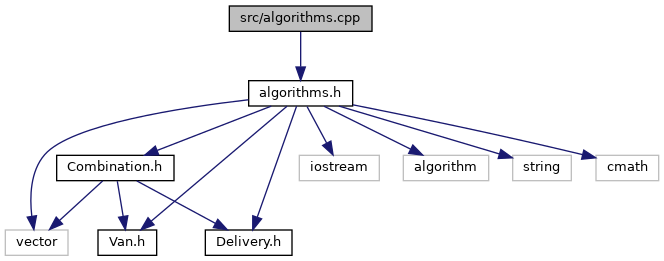 src/algorithms.cpp
algorithms.h
Combination.h
iostream
algorithm
string
cmath
vector
Van.h
Delivery.h